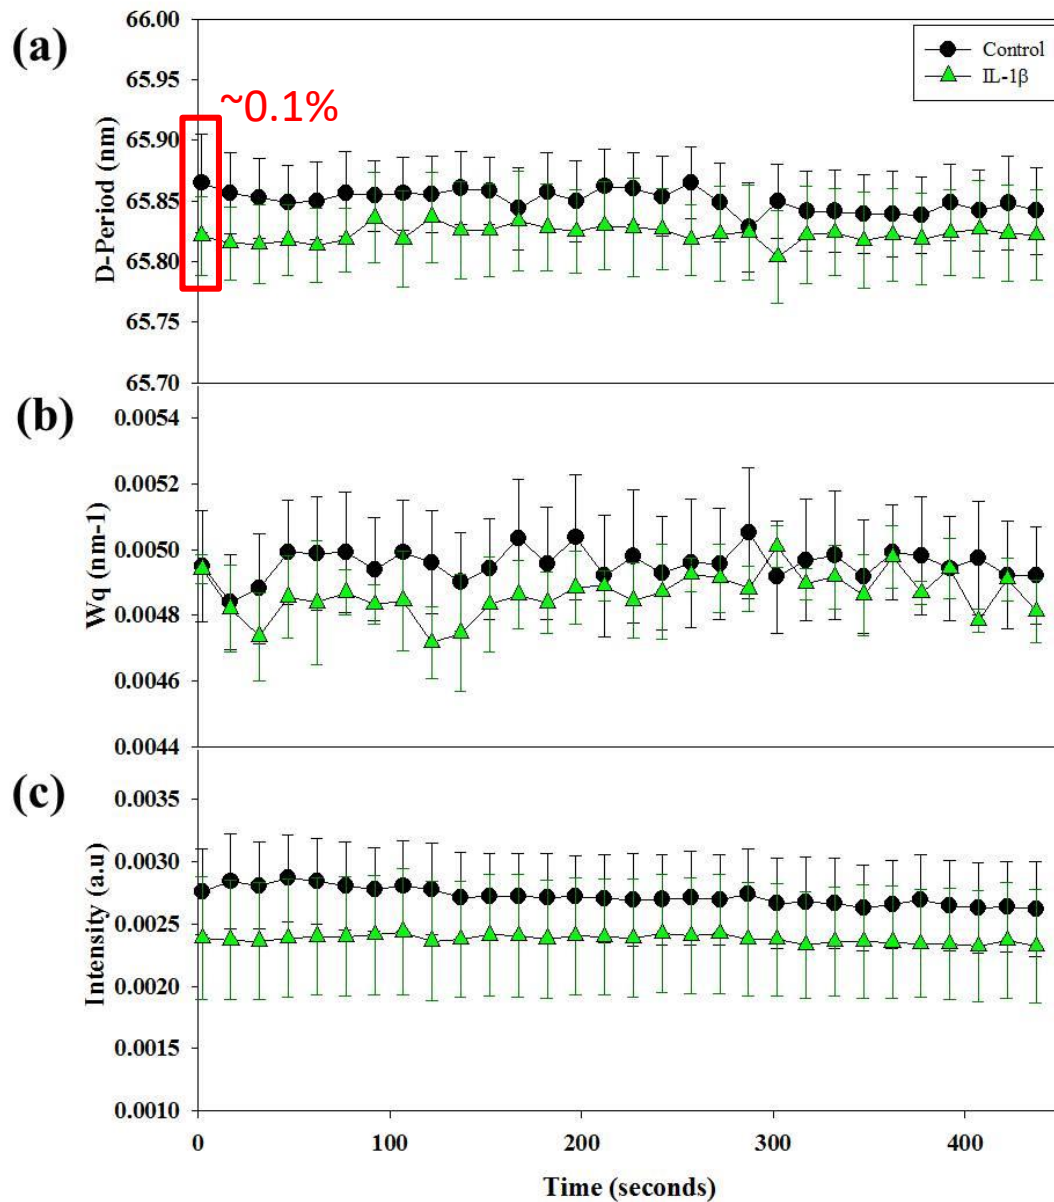 (a)
66.00
65.95
65.90
65.85
65.80
65.75
65.70
D-Period (nm)
~0.1%
Control
IL-1β
(b)
0.0054
0.0052
0.0050
0.0048
0.0046
0.0044
Wq (nm-1)
(c)
0.0035
0.0030
0.0025
0.0020
0.0015
0.0010
Intensity (a.u)
0 100 200 300 400
Time (seconds)